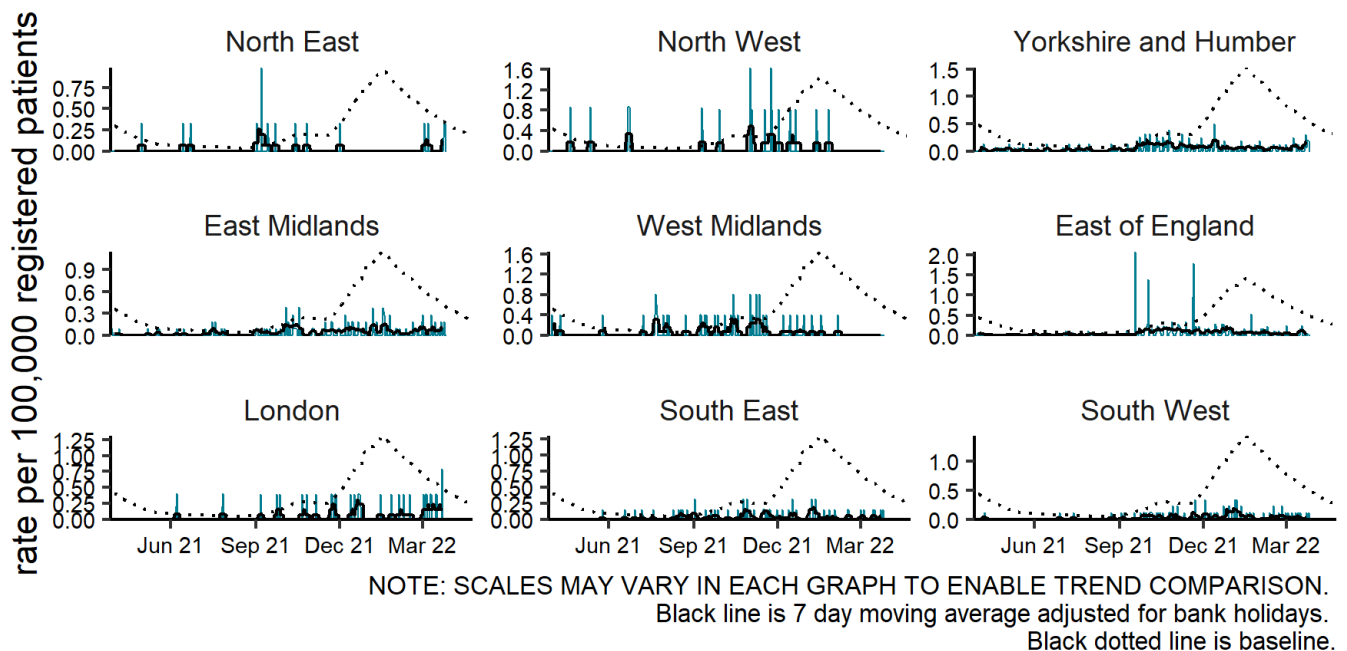 rate per 100,000 registered patients
North East
0.75
0.50
0.25
0.00
North West
1.6
1.2
0.8
0.4
0.0
Yorkshire and Humber
1.5
1.0
0.5
0.0
East Midlands
0.9
0.6
0.3
0.0
West Midlands
1.6
1.2
0.8
0.4
0.0
East of England
2.0
1.5
1.0
0.5
0.0
London
1.25
1.00
0.75
0.50
0.25
0.00
South East
1.25
1.00
0.75
0.50
0.25
0.00
South West
1.0
0.5
0.0
Jun 21 Sep 21 Dec 21 Mar 22
Jun 21 Sep 21 Dec 21 Mar 22
Jun 21 Sep 21 Dec 21 Mar 22
NOTE: SCALES MAY VARY IN EACH GRAPH TO ENABLE TREND COMPARISON.
Black line is 7 day moving average adjusted for bank holidays.
Black dotted line is baseline.